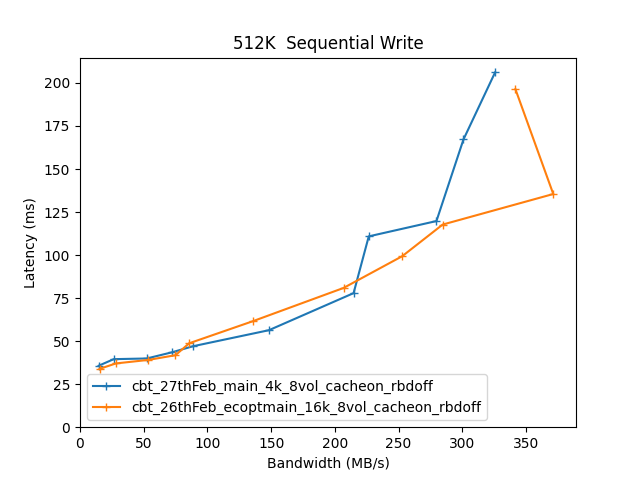 512K  Sequential Write
Latency (ms)
200
175
150
125
100
75
50
25
0
cbt_27thFeb_main_4k_8vol_cacheon_rbdoff
cbt_26thFeb_ecoptmain_16k_8vol_cacheon_rbdoff
0 50 100 150 200 250 300 350
Bandwidth (MB/s)